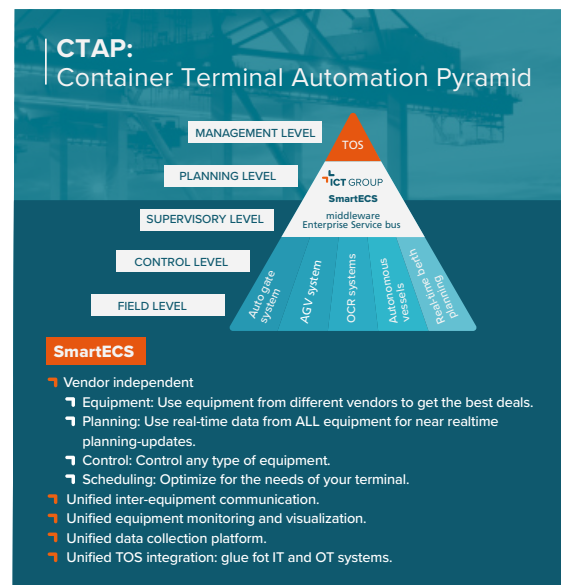 CTAP:
Container Terminal Automation Pyramid
MANAGEMENT LEVEL
TOS
PLANNING LEVEL
ICT GROUP
SmartECS
SUPERVISORY LEVEL
middleware
Enterprise Service bus
CONTROL LEVEL
FIELD LEVEL
Auto gate
system
AGV system
OCR systems
Autonomous
vessels
Real-time berth
planning
SmartECS
Vendor independent
Equipment: Use equipment from different vendors to get the best deals.
Planning: Use real-time data from ALL equipment for near realtime
planning-updates.
Control: Control any type of equipment.
Scheduling: Optimize for the needs of your terminal.
Unified inter-equipment communication.
Unified equipment monitoring and visualization.
Unified data collection platform.
Unified TOS integration: glue fot IT and OT systems.